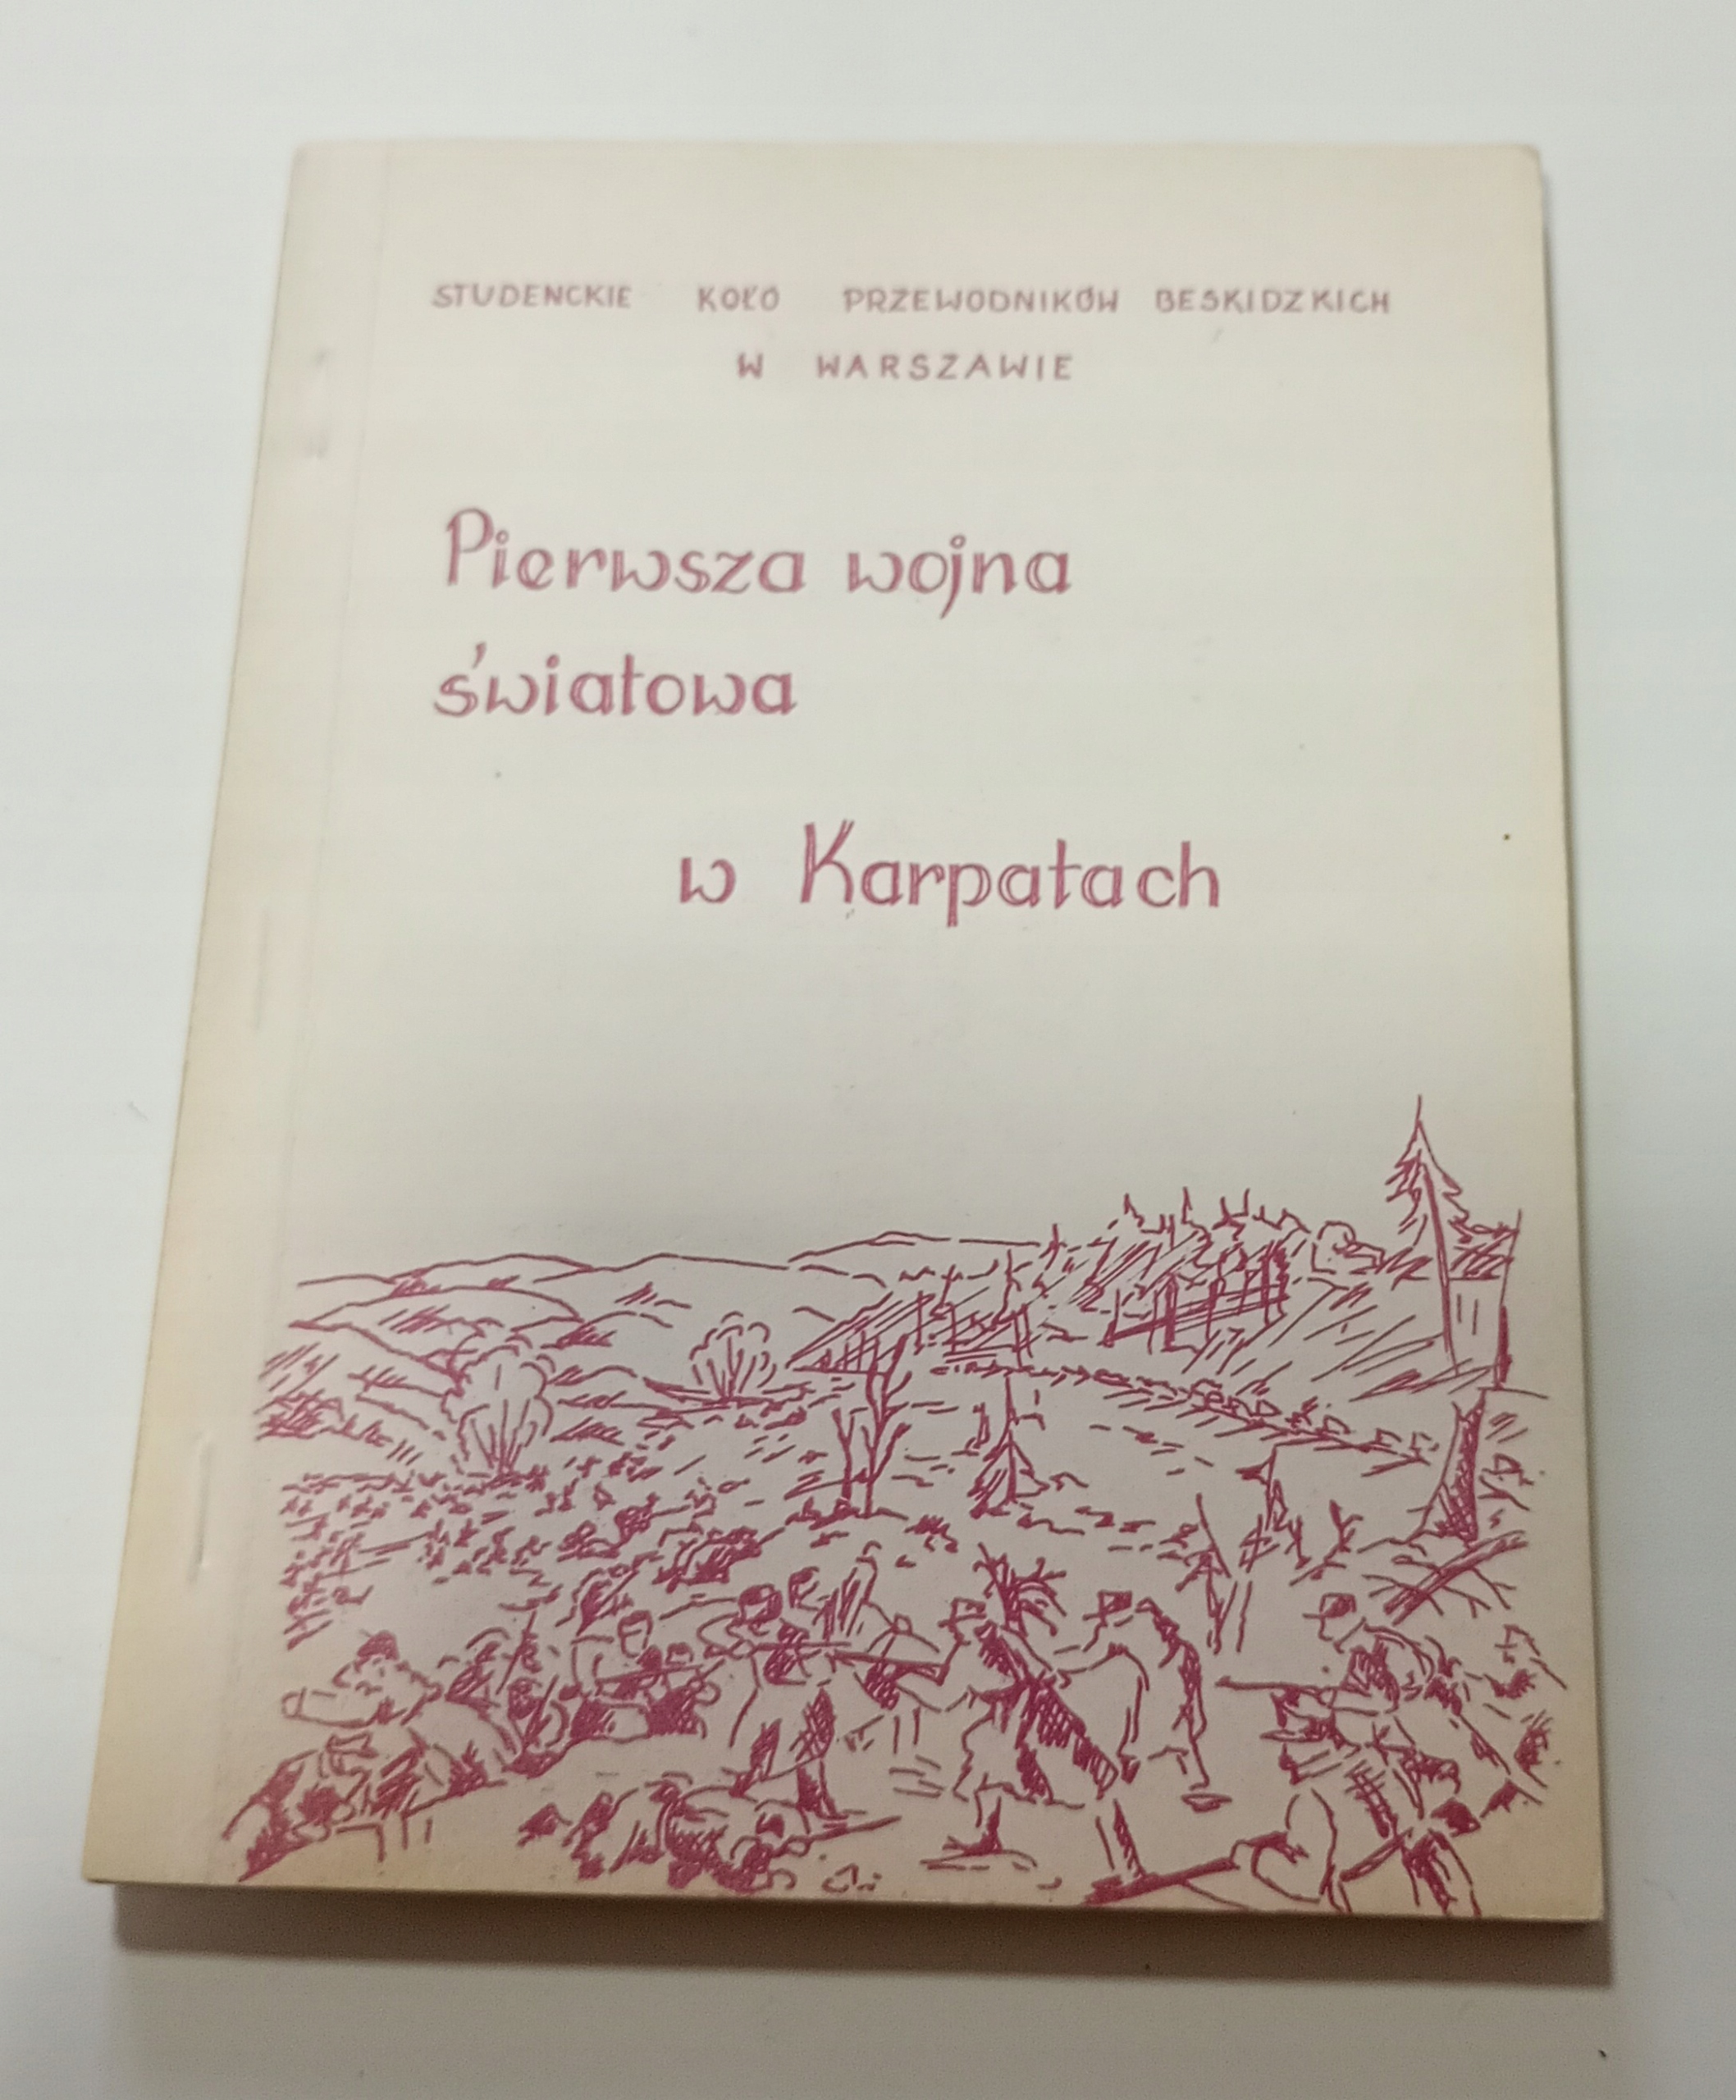 STUDENCKIE KOŁO PRZEWODNIKÓW BESKIDZKICH
W WARSZAWIE
Pierwsza wojna
światowa
w Karpatach